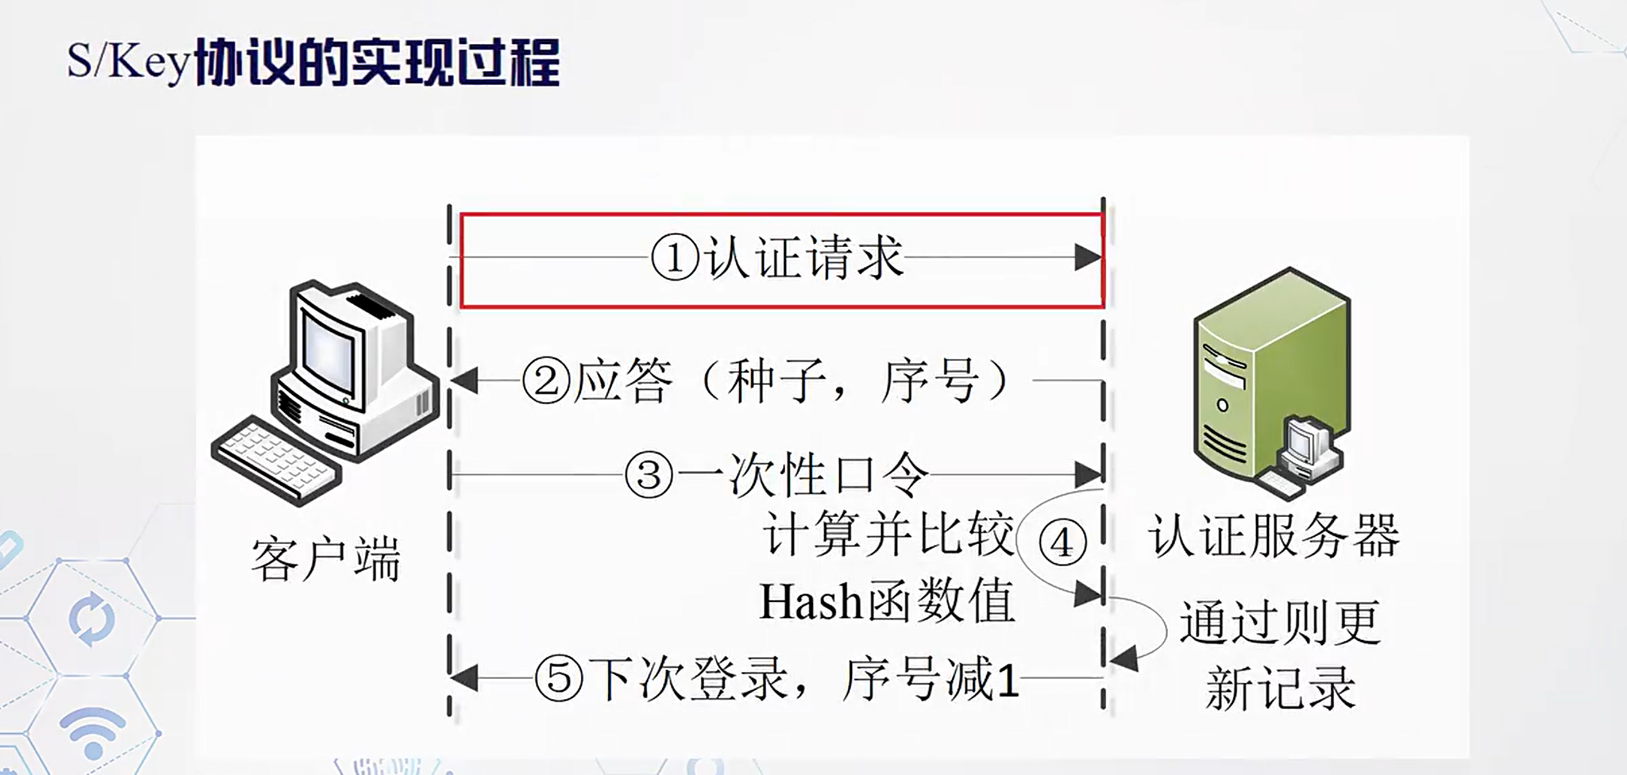 S/Key协议的实现过程
①认证请求
②应答（种子，序号）
③一次性口令
计算并比较
④
Hash函数值
客户端
认证服务器
通过则更
新记录
⑤下次登录，序号减1